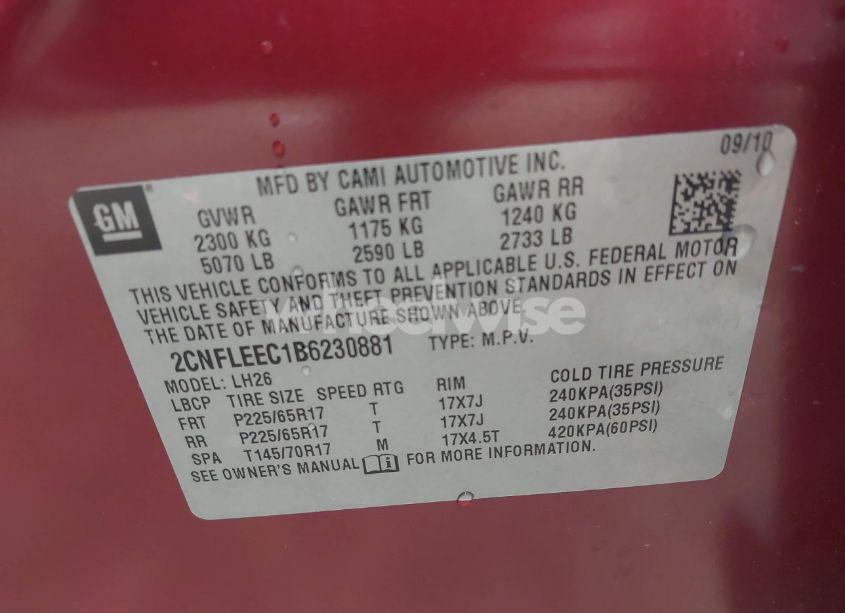 09/10
GM
MFD BY CAMI AUTOMOTIVE INC.
GVWR GAWR FRT GAWR RR
2300 KG 1175 KG 1240 KG
5070 LB 2590 LB 2733 LB
THIS VEHICLE CONFORMS TO ALL APPLICABLE U.S. FEDERAL MOTOR
VEHICLE SAFETY AND THEFT PREVENTION STANDARDS IN EFFECT ON
THE DATE OF MANUFACTURE SHOWN ABOVE.
wheelwise
2CNFLEEC1B6230881 TYPE: M.P.V.
MODEL: LH26
LBCP TIRE SIZE SPEED RTG RIM COLD TIRE PRESSURE
FRT P225/65R17 T 17X7J 240KPA(35PSI)
RR P225/65R17 T 17X7J 240KPA(35PSI)
SPA T145/70R17 M 17X4.5T 420KPA(60PSI)
SEE OWNER'S MANUAL FOR MORE INFORMATION.